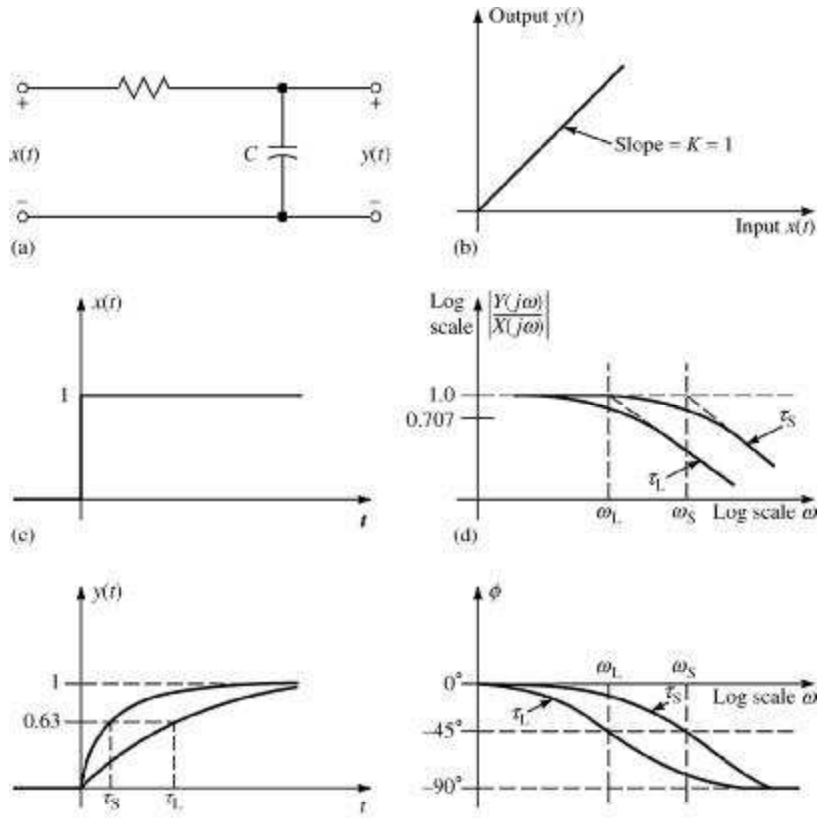 Output y(t)
+ +
x(t) C y(t)
Slope = K = 1
− −
(a)
Input x(t)
(b)
x(t)
1
t
(c)
Log scale
|Y(jω)/X(jω)|
1.0
0.707
τS
τL
ωL ωS Log scale ω
(d)
y(t)
1
0.63
τS τL t
ϕ
ωL ωS
0°
Log scale ω
τL τS
–45°
–90°